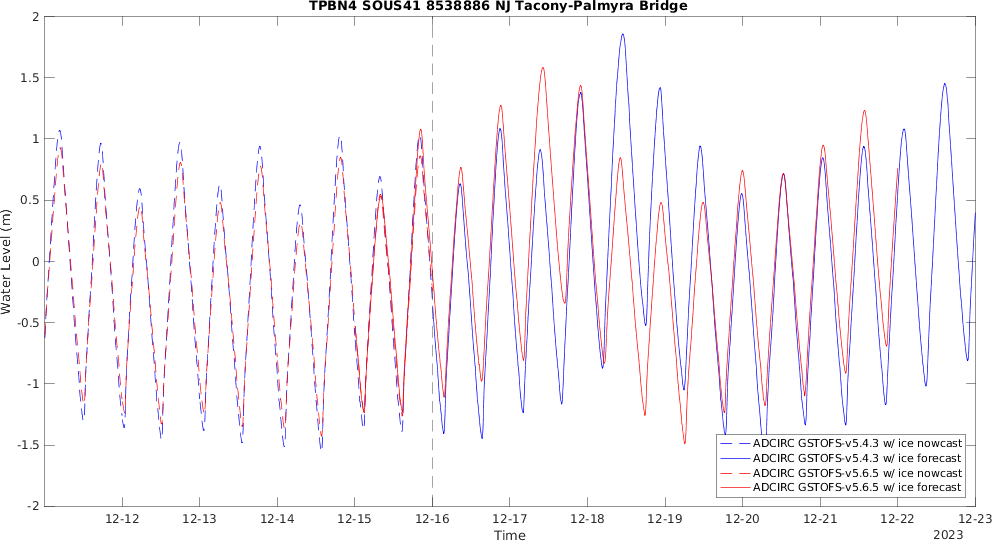 TPBN4 SOUS41 8538886 NJ Tacony-Palmyra Bridge
2
1.5
1
0.5
0
-0.5
-1
-1.5
-2
Water Level (m)
ADCIRC GSTOFS-v5.4.3 w/ ice nowcast
ADCIRC GSTOFS-v5.4.3 w/ ice forecast
ADCIRC GSTOFS-v5.6.5 w/ ice nowcast
ADCIRC GSTOFS-v5.6.5 w/ ice forecast
12-12 12-13 12-14 12-15 12-16 12-17 12-18 12-19 12-20 12-21 12-22 12-23
Time
2023